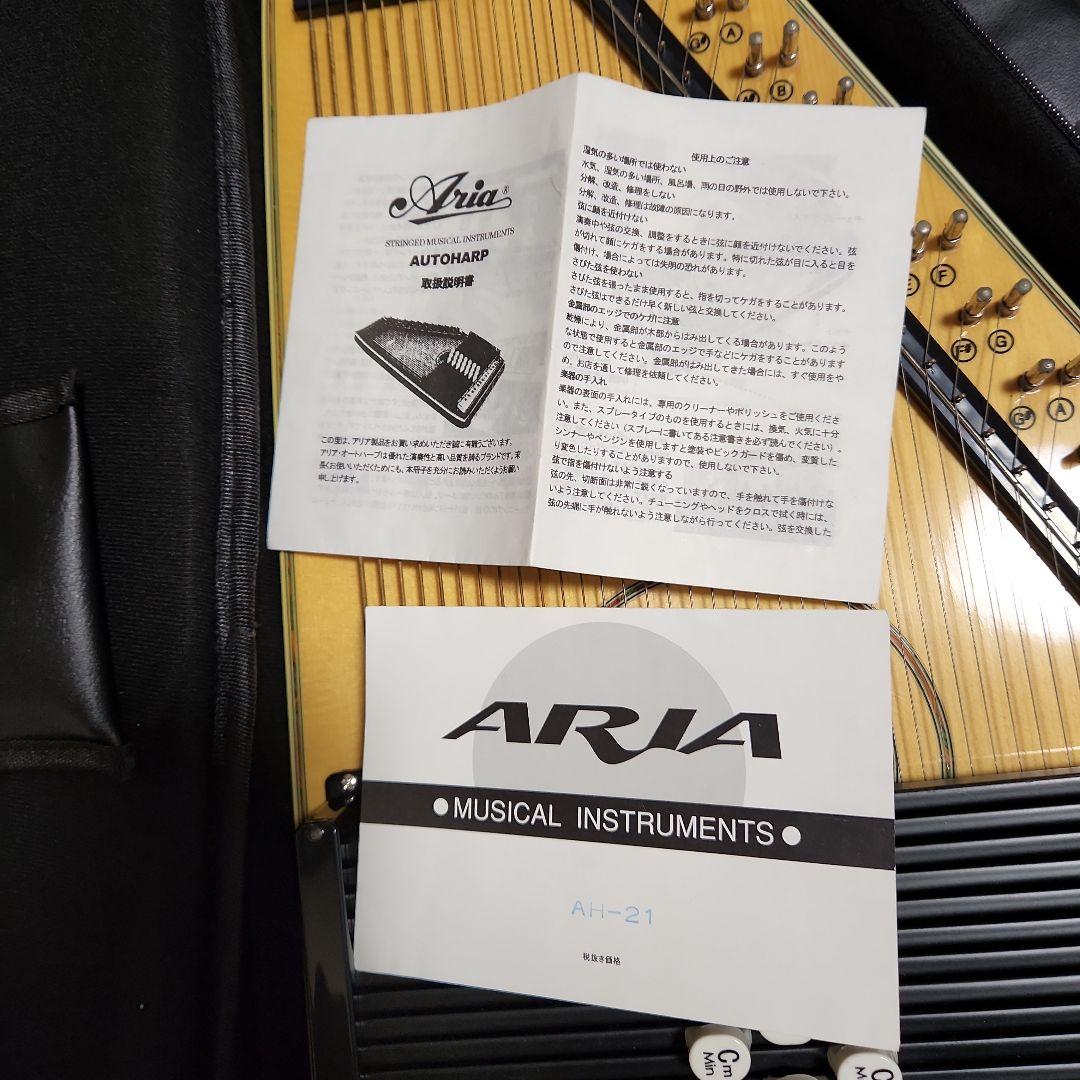 G# A
A# B
E F
F# G
G# A
Aria®
STRINGED MUSICAL INSTRUMENTS
AUTOHARP
取扱説明書
この度は、アリア製品をお買い求めいただき誠に有難うございます。
アリア・オートハープは優れた演奏性と高い品質を誇るブランドです。末
長くお使いいただくためにも、本冊子を充分にお読みいただくようお願い
申し上げます。
使用上のご注意
湿気の多い場所では使わない
水気、湿気の多い場所、風呂場、雨の日の野外では使用しないで下さい。
分解、改造、修理をしない
分解、改造、修理は故障の原因になります。
弦に顔を近付けない
演奏中や弦の交換、調整をするときに弦に顔を近付けないでください。弦
が切れて顔にケガをする場合があります。特に切れた弦が目に入ると目を
傷付け、場合によっては失明の恐れがあります。
さびた弦を使わない
さびた弦を張ったまま使用すると、指を切ってケガをすることがあります。
さびた弦はできるだけ早く新しい弦と交換してください。
金属部のエッジでのケガに注意
乾燥により、金属部が木部からはみ出してくる場合があります。このよう
な状態で使用すると金属部のエッジで手などにケガをすることがあります
ので注意してください。金属部がはみ出してきた場合には、すぐ使用をや
め、お店を通して修理を依頼してください。
楽器の手入れ
楽器の表面の手入れには、専用のクリーナーやポリッシュをご使用くださ
い。また、スプレータイプのものを使用するときには、換気、火気に十分
注意してください（スプレーに書いてある注意書きを必ず読んでください）。
シンナーやベンジンを使用しますと塗装やピックガードを傷め、変質した
り変色したりすることがありますので、使用しないで下さい。
弦で指を傷付けないよう注意する
弦の先、切断面は非常に鋭くなっていますので、手を触れて手を傷付けな
いよう注意してください。チューニングやヘッドをクロスで拭く時には、
弦の先端に手が触れないよう注意しながら行ってください。弦を交換した
ARIA
●MUSICAL INSTRUMENTS●
AH-21
税抜き価格
Cm
Min